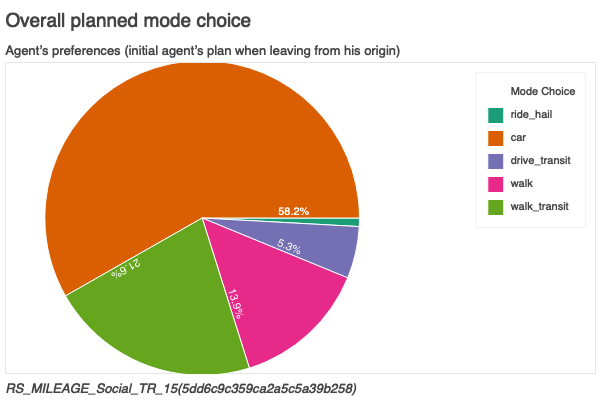 Overall planned mode choice
Agent's preferences (initial agent's plan when leaving from his origin)
Mode Choice
ride_hail
car
drive_transit
walk
walk_transit
58.2%
5.3%
13.9%
21.6%
RS_MILEAGE_Social_TR_15(5dd6c9c359ca2a5c5a39b258)